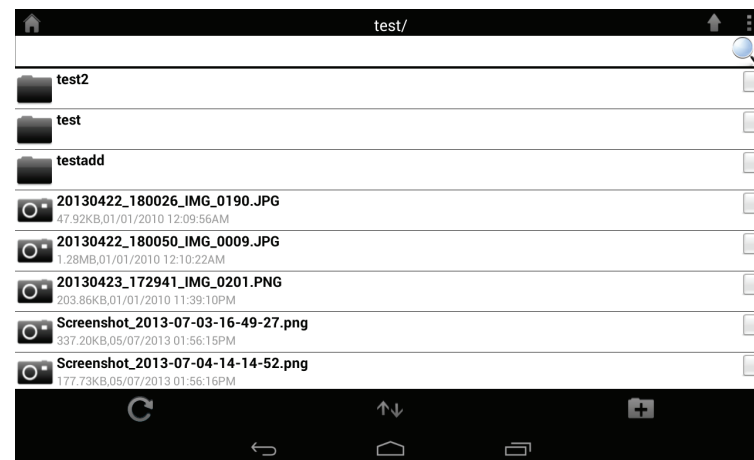 test/
test2
test
testadd
20130422_180026_IMG_0190.JPG
47.92KB,01/01/2010 12:09:56AM
20130422_180050_IMG_0009.JPG
1.28MB,01/01/2010 12:10:22AM
20130423_172941_IMG_0201.PNG
203.86KB,01/01/2010 11:39:10PM
Screenshot_2013-07-03-16-49-27.png
337.20KB,05/07/2013 01:56:15PM
Screenshot_2013-07-04-14-14-52.png
177.73KB,05/07/2013 01:56:16PM